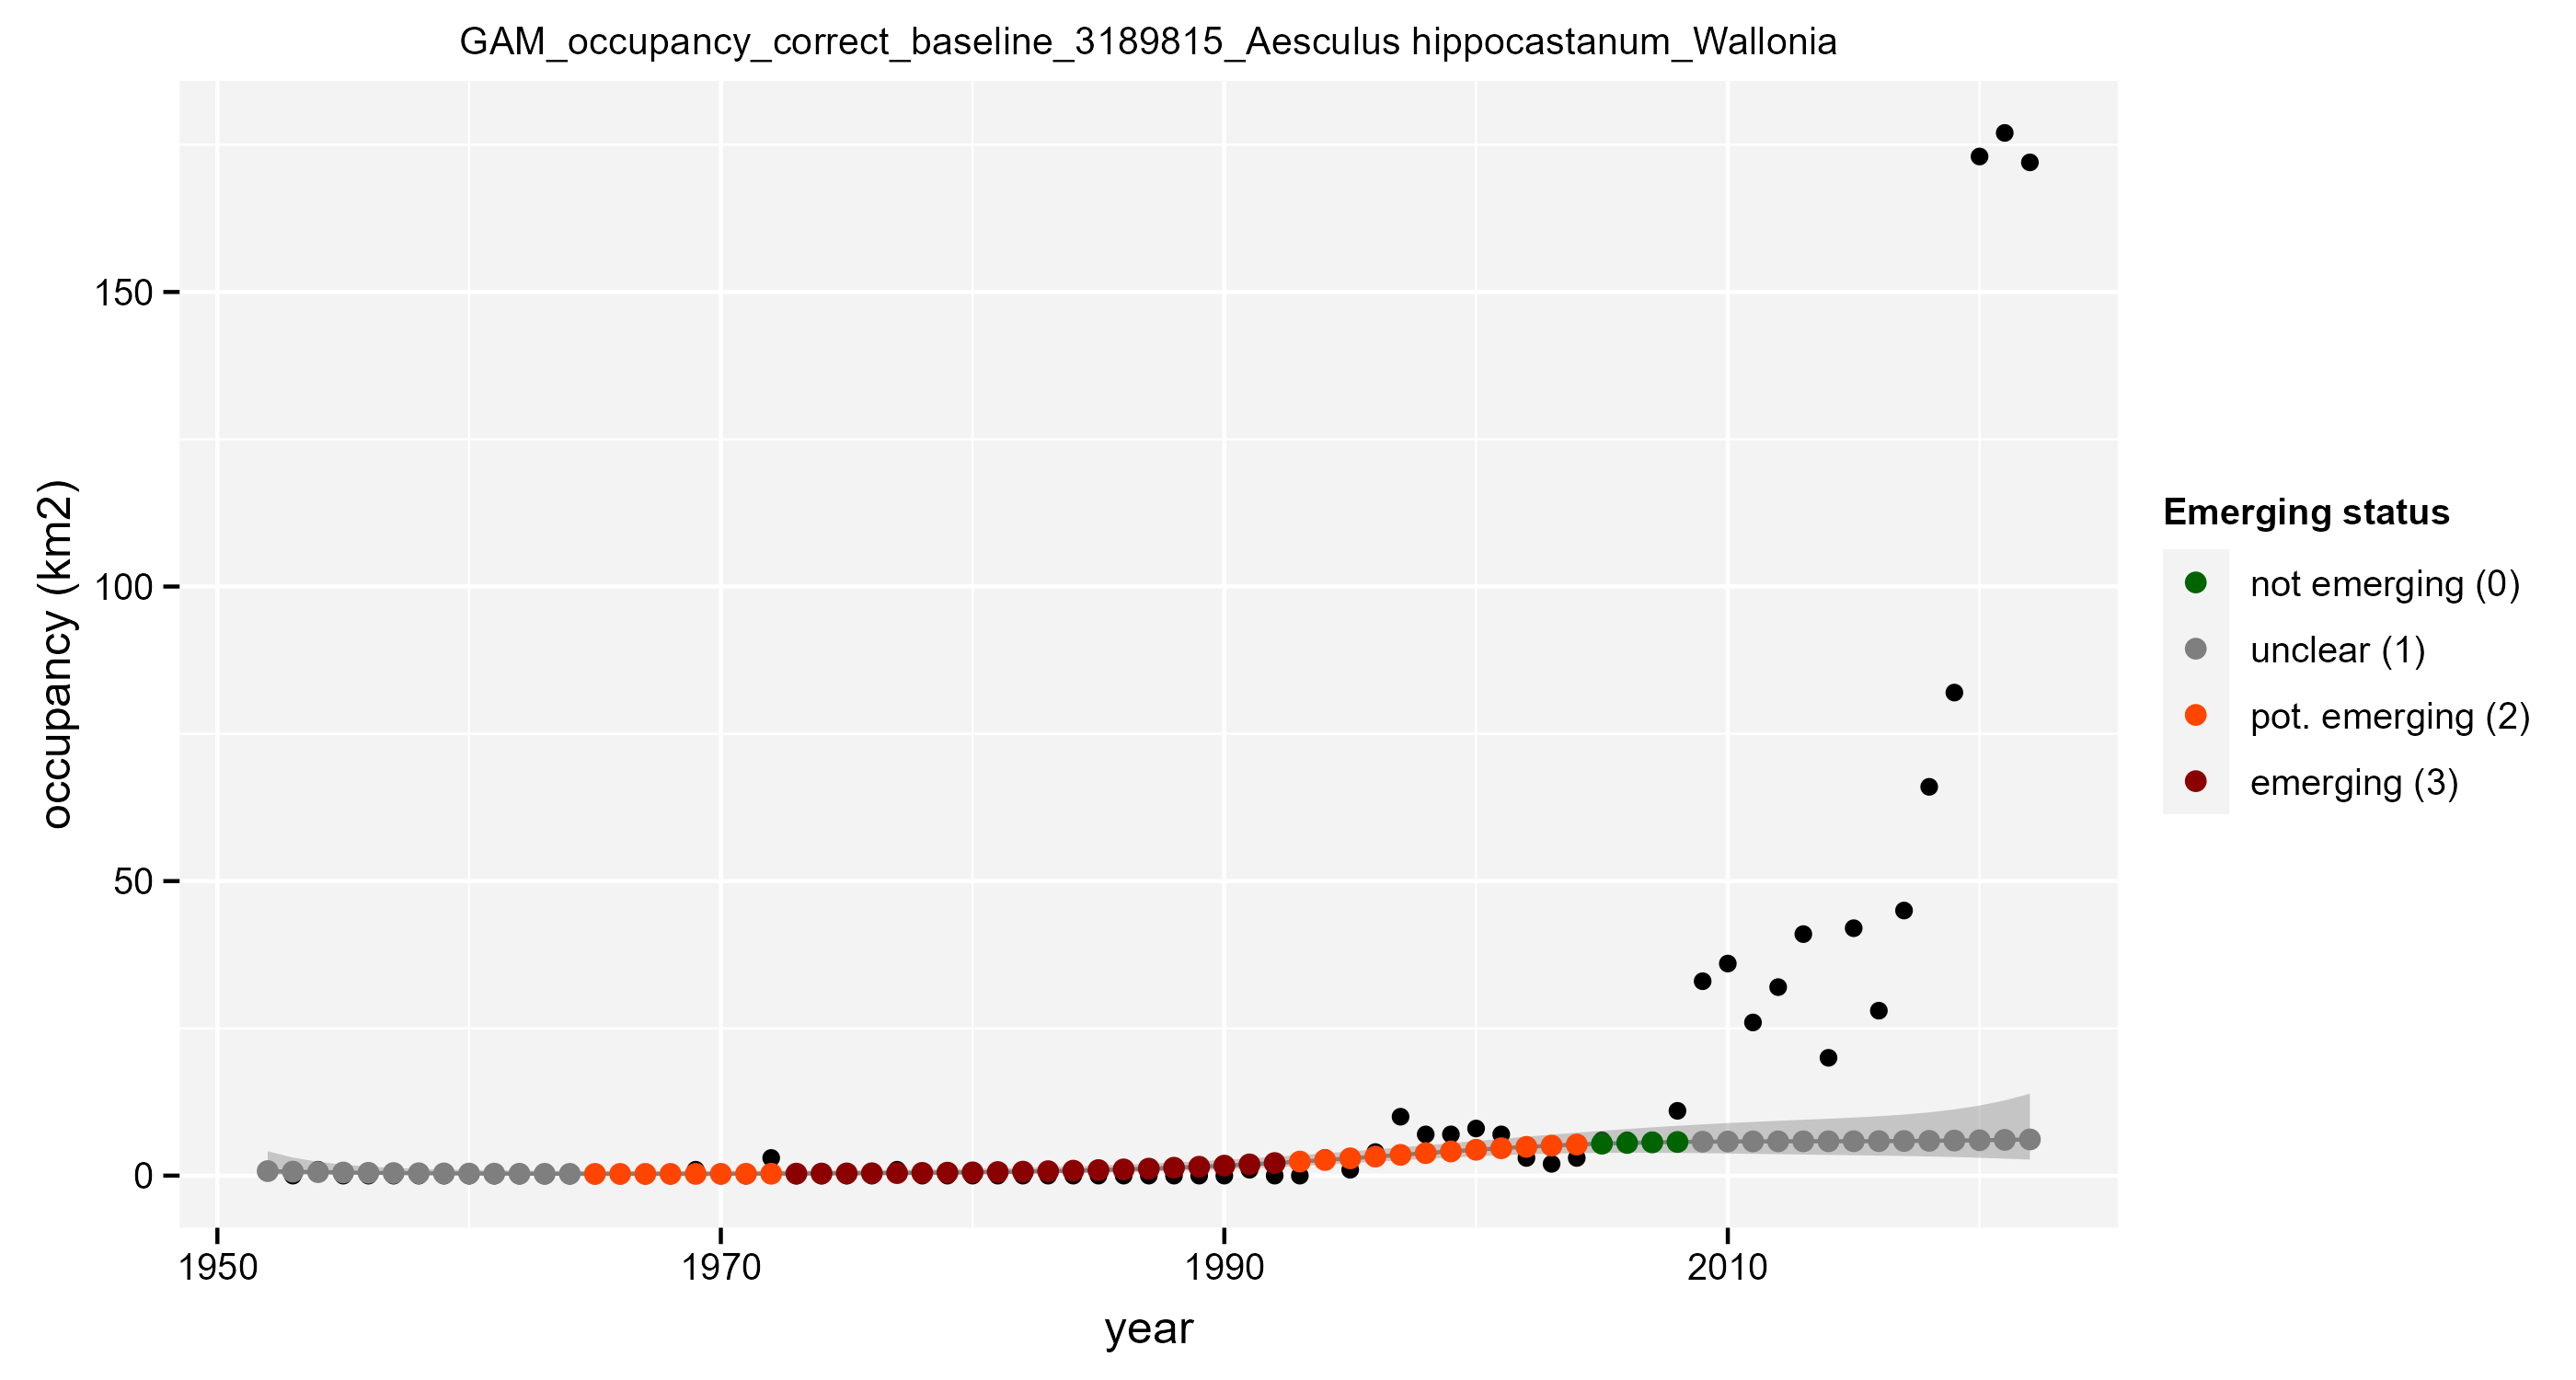 GAM_occupancy_correct_baseline_3189815_Aesculus hippocastanum_Wallonia
occupancy (km2)
150
100
50
0
1950
1970
1990
2010
year
Emerging status
not emerging (0)
unclear (1)
pot. emerging (2)
emerging (3)